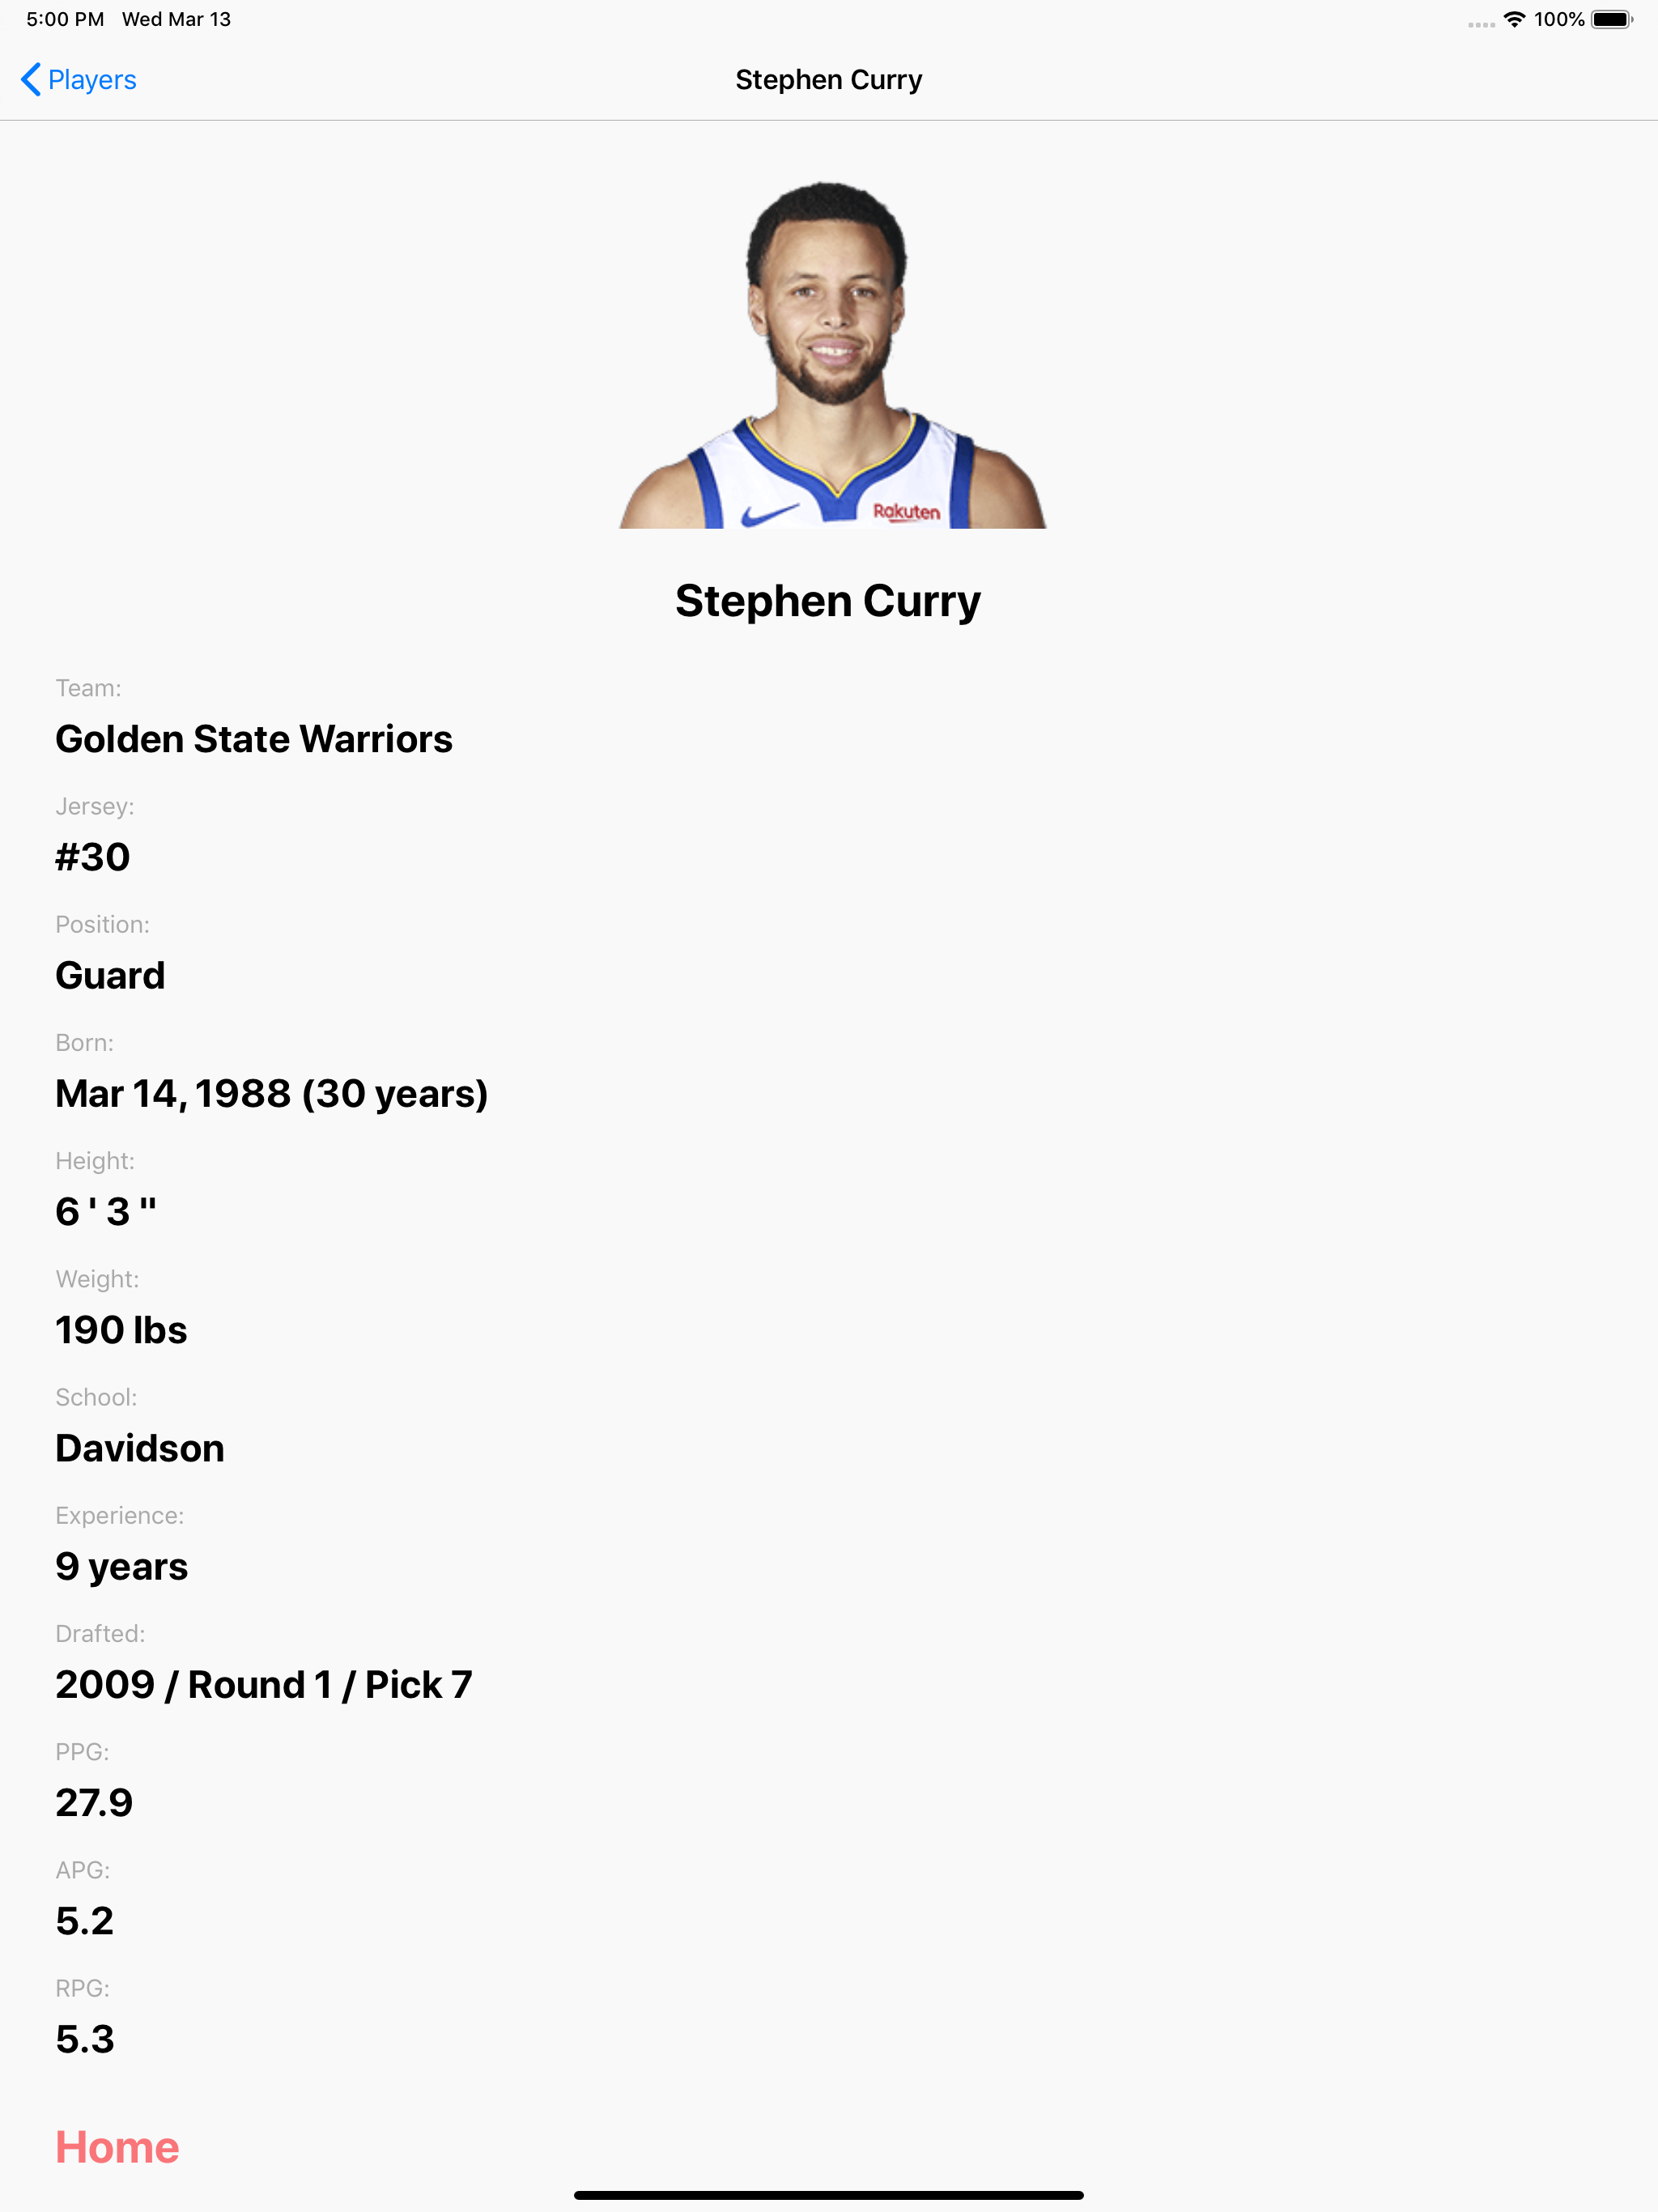 5:00 PM Wed Mar 13
100%
Players
Stephen Curry
Rakuten
Stephen Curry
Team:
Golden State Warriors
Jersey:
#30
Position:
Guard
Born:
Mar 14, 1988 (30 years)
Height:
6 ' 3 "
Weight:
190 lbs
School:
Davidson
Experience:
9 years
Drafted:
2009 / Round 1 / Pick 7
PPG:
27.9
APG:
5.2
RPG:
5.3
Home